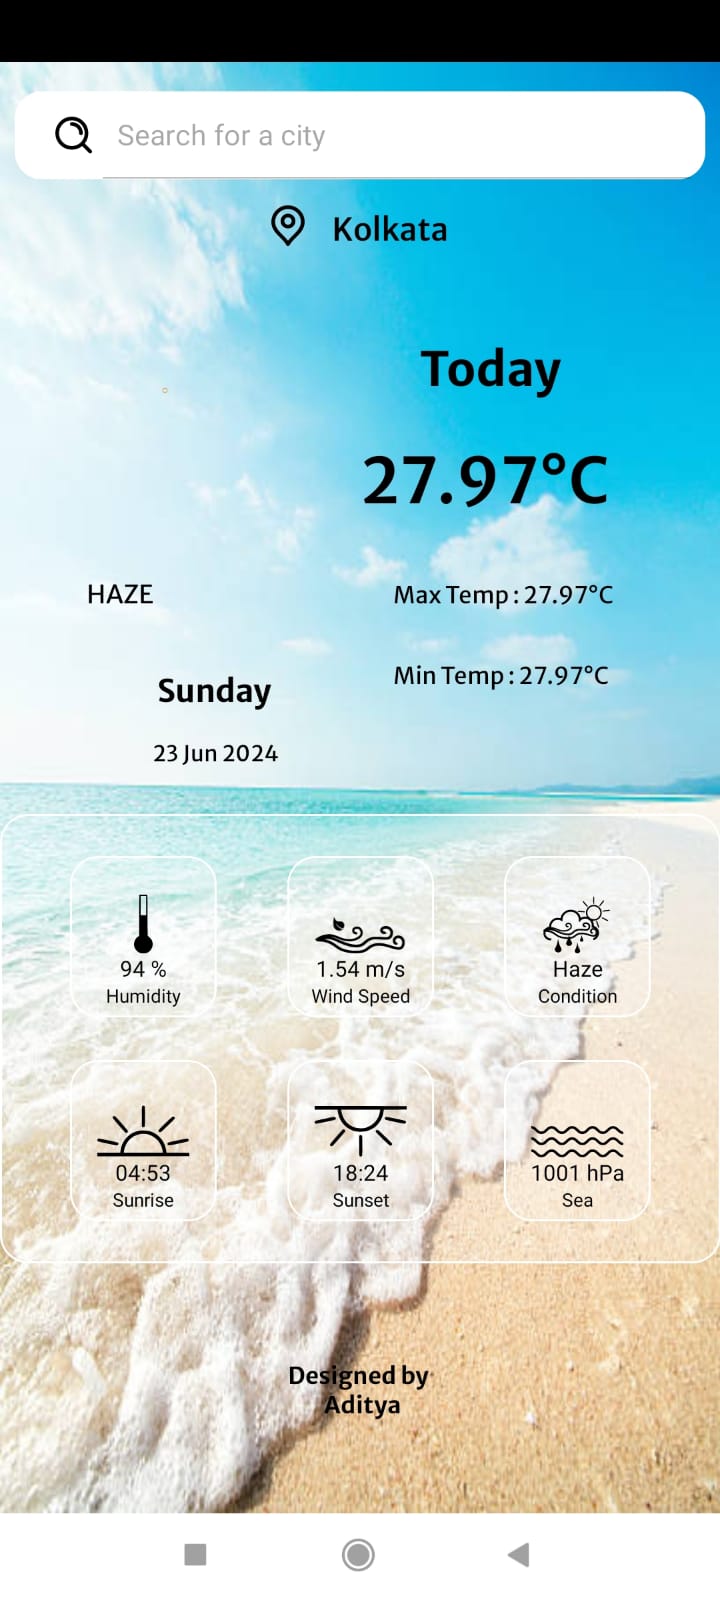 Search for a city
Kolkata
Today
27.97°C
HAZE
Max Temp : 27.97°C
Min Temp : 27.97°C
Sunday
23 Jun 2024
94 %
Humidity
1.54 m/s
Wind Speed
Haze
Condition
04:53
Sunrise
18:24
Sunset
1001 hPa
Sea
Designed by
Aditya